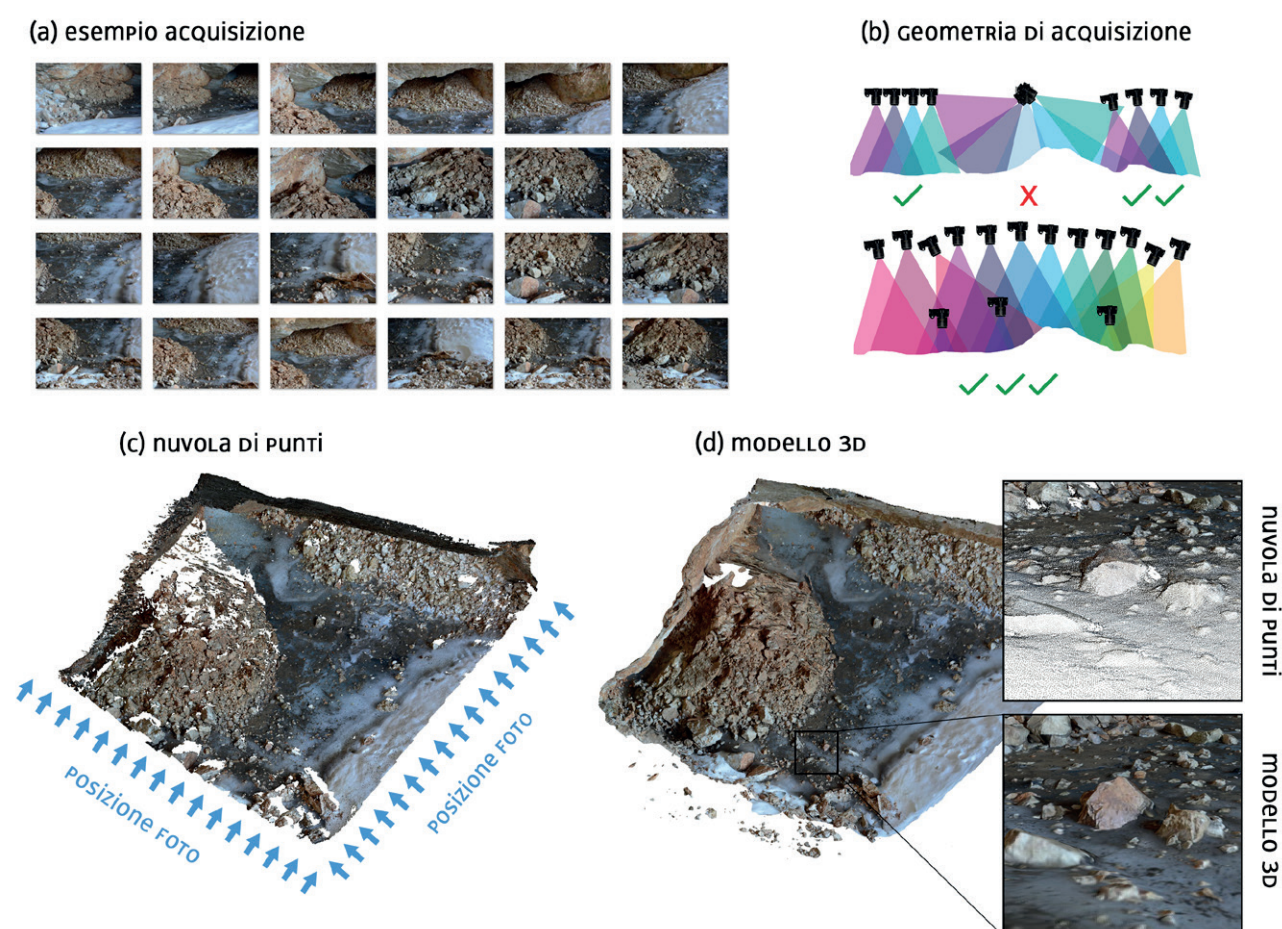 (a) esempio acquisizione
(b) Geometria di acquisizione
X
(c) nuvola di punti
(d) modello 3D
nuvola di punti
modello 3D
posizione foto
posizione foto